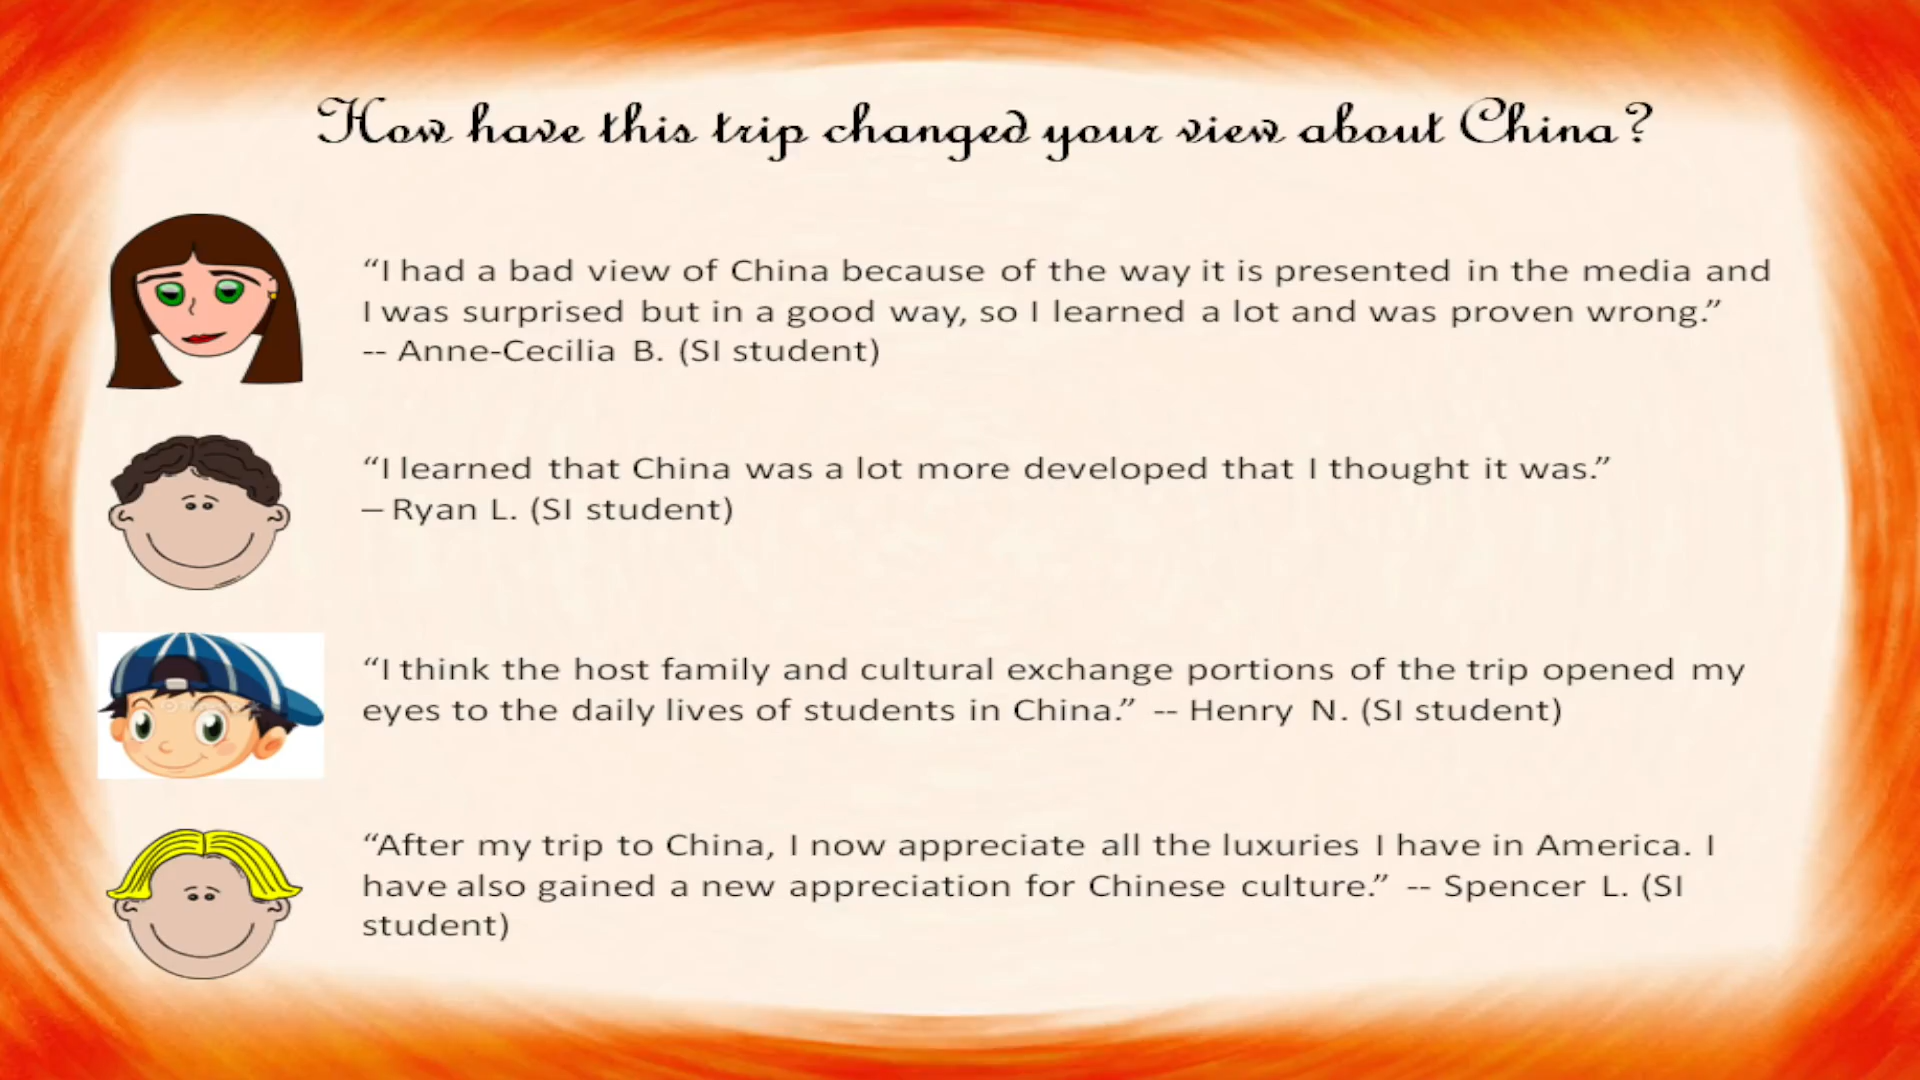 How have this trip changed your view about China?
“I had a bad view of China because of the way it is presented in the media and
I was surprised but in a good way, so I learned a lot and was proven wrong.”
-- Anne-Cecilia B. (SI student)
“I learned that China was a lot more developed that I thought it was.”
– Ryan L. (SI student)
“I think the host family and cultural exchange portions of the trip opened my
eyes to the daily lives of students in China.” -- Henry N. (SI student)
“After my trip to China, I now appreciate all the luxuries I have in America. I
have also gained a new appreciation for Chinese culture.” -- Spencer L. (SI
student)